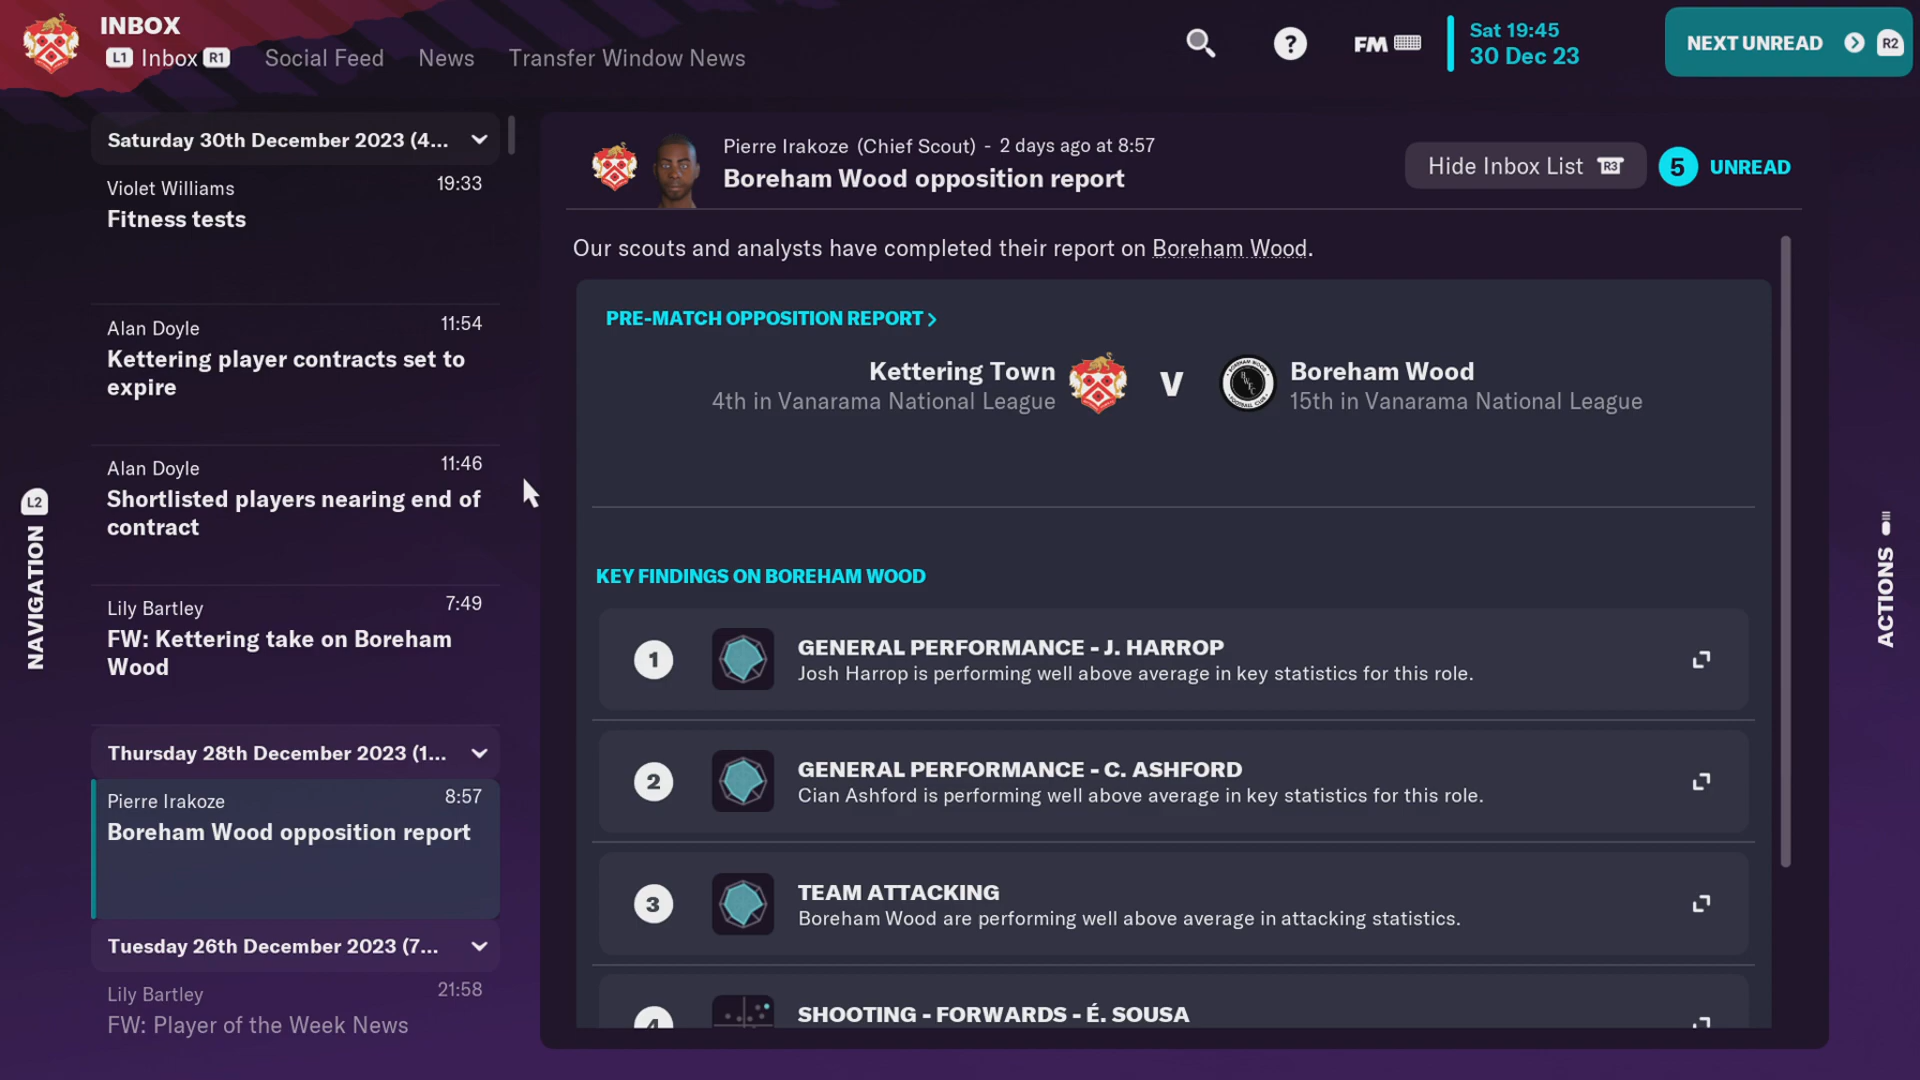 INBOX
L1 Inbox R1 Social Feed News Transfer Window News
FM
Sat 19:45
30 Dec 23
NEXT UNREAD R2
Saturday 30th December 2023 (4...
Violet Williams 19:33
Fitness tests
Alan Doyle 11:54
Kettering player contracts set to
expire
Alan Doyle 11:46
Shortlisted players nearing end of
contract
Lily Bartley 7:49
FW: Kettering take on Boreham
Wood
Thursday 28th December 2023 (1...
Pierre Irakoze 8:57
Boreham Wood opposition report
Tuesday 26th December 2023 (7...
Lily Bartley 21:58
FW: Player of the Week News
NAVIGATION L2
Pierre Irakoze (Chief Scout) - 2 days ago at 8:57
Boreham Wood opposition report
Hide Inbox List R3
5 UNREAD
Our scouts and analysts have completed their report on Boreham Wood.
PRE-MATCH OPPOSITION REPORT >
Kettering Town V Boreham Wood
4th in Vanarama National League 15th in Vanarama National League
KEY FINDINGS ON BOREHAM WOOD
1 GENERAL PERFORMANCE - J. HARROP
Josh Harrop is performing well above average in key statistics for this role.
2 GENERAL PERFORMANCE - C. ASHFORD
Cian Ashford is performing well above average in key statistics for this role.
3 TEAM ATTACKING
Boreham Wood are performing well above average in attacking statistics.
4 SHOOTING - FORWARDS - É. SOUSA
ACTIONS